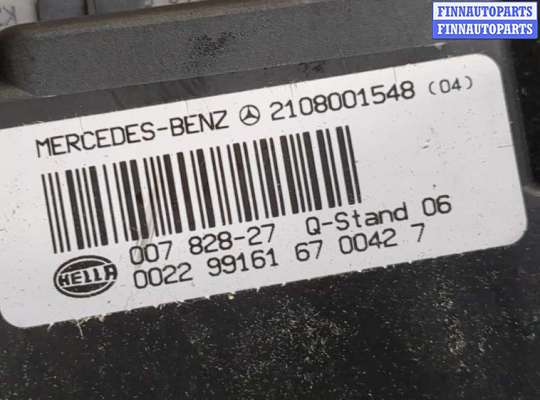 FINNAUTOPARTS
FINNAUTOPARTS
MERCEDES-BENZ 2108001548 (04)
007 828-27 Q-Stand 06
0022 99161 67 0042 7
HELLA